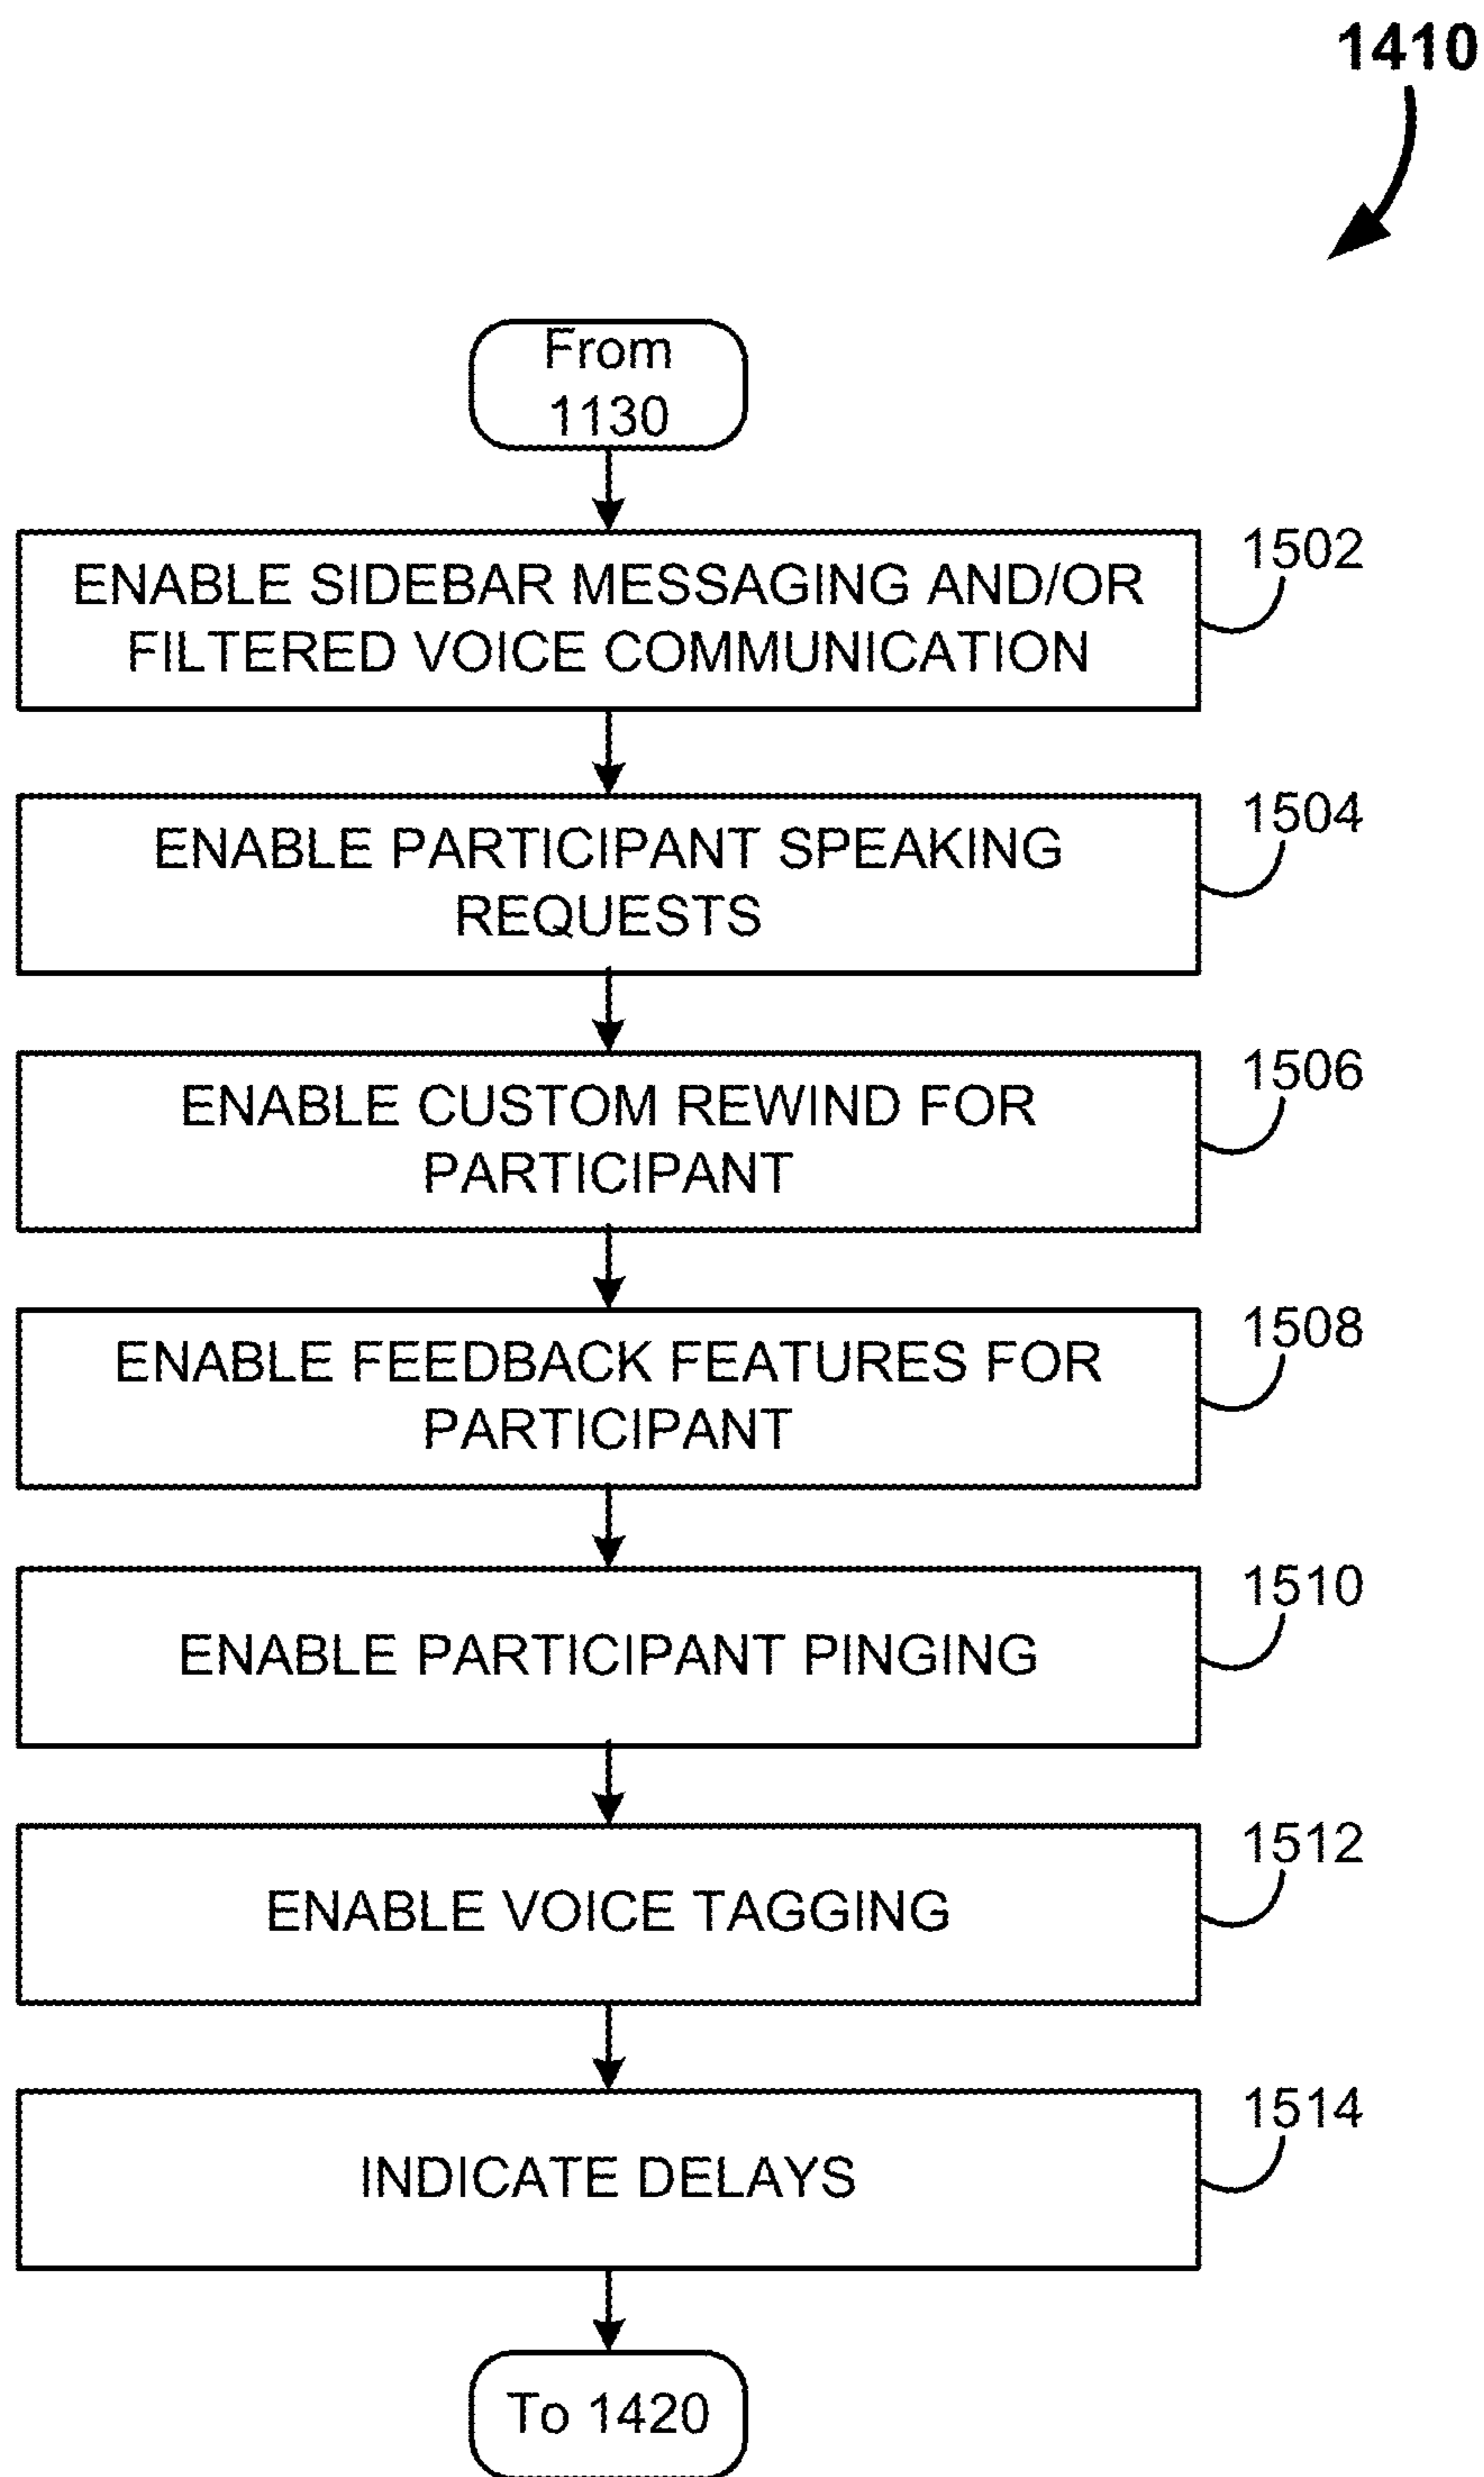 1410
From
1130
ENABLE SIDEBAR MESSAGING AND/OR
FILTERED VOICE COMMUNICATION
1502
ENABLE PARTICIPANT SPEAKING
REQUESTS
1504
ENABLE CUSTOM REWIND FOR
PARTICIPANT
1506
ENABLE FEEDBACK FEATURES FOR
PARTICIPANT
1508
ENABLE PARTICIPANT PINGING
1510
ENABLE VOICE TAGGING
1512
INDICATE DELAYS
1514
To 1420